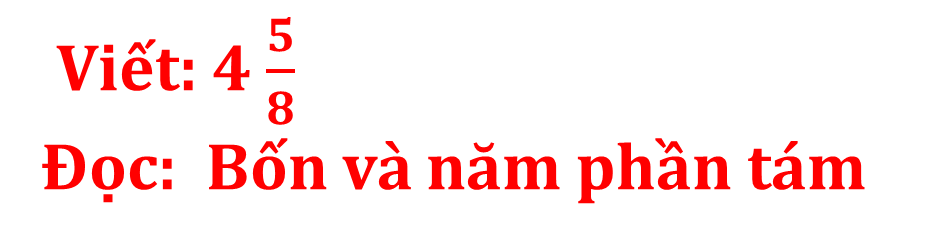 Viết: 4 5/8
Đọc: Bốn và năm phần tám